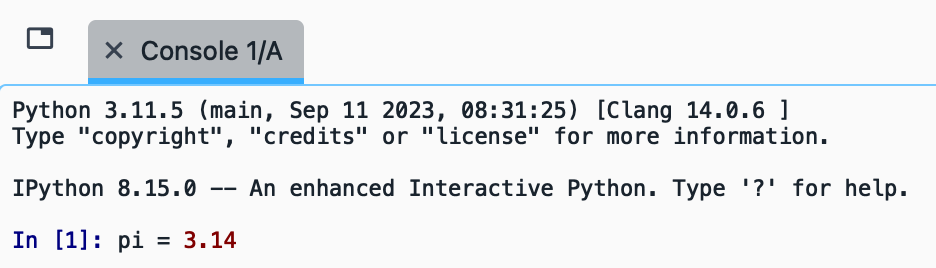 Console 1/A
Python 3.11.5 (main, Sep 11 2023, 08:31:25) [Clang 14.0.6 ]
Type "copyright", "credits" or "license" for more information.
IPython 8.15.0 -- An enhanced Interactive Python. Type '?' for help.
In [1]: pi = 3.14